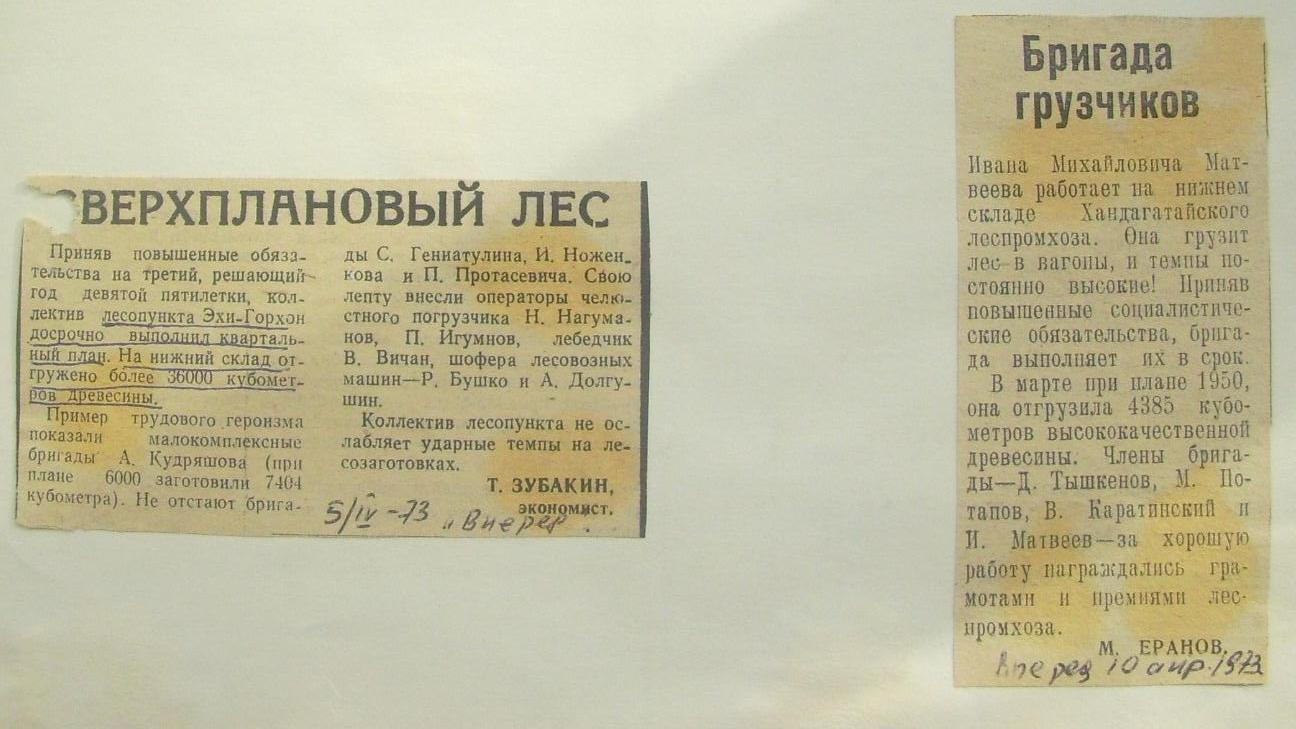 СВЕРХПЛАНОВЫЙ ЛЕС
Приняв повышенные обяза-
тельства на третий, решающий
год девятой пятилетки, кол-
лектив лесопункта Эхи-Горхон
досрочно выполнил кварталь-
ный план. На нижний склад от-
гружено более 36000 кубомет-
ров древесины.
Пример трудового героизма
показали малокомплексные
бригады А. Кудряшова (при
плане 6000 заготовили 7404
кубометра). Не отстают брига-
ды С. Гениатулина, И. Ножен-
кова и П. Протасевича. Свою
лепту внесли операторы челю-
стного погрузчика Н. Нагума-
нов, П. Игумнов, лебедчик
В. Вичан, шофера лесовозных
машин—Р. Бушко и А. Долгу-
шин.
Коллектив лесопункта не ос-
лабляет ударные темпы на ле-
созаготовках.
Т. ЗУБАКИН,
экономист.
5/IV-73 „Вперед".
Бригада
грузчиков
Ивана Михайловича Мат-
веева работает на нижнем
складе Хандагатайского
леспромхоза. Она грузит
лес в вагоны, и темпы по-
стоянно высокие! Приняв
повышенные социалистиче-
ские обязательства, брига-
да выполняет их в срок.
В марте при плане 1950,
она отгрузила 4385 кубо-
метров высококачественной
древесины. Члены брига-
ды—Д. Тышкенов, М. По-
тапов, В. Каратинский и
И. Матвеев—за хорошую
работу награждались гра-
мотами и премиями лес-
промхоза.
М. ЕРАНОВ.
Вперед 10 апр. 1973